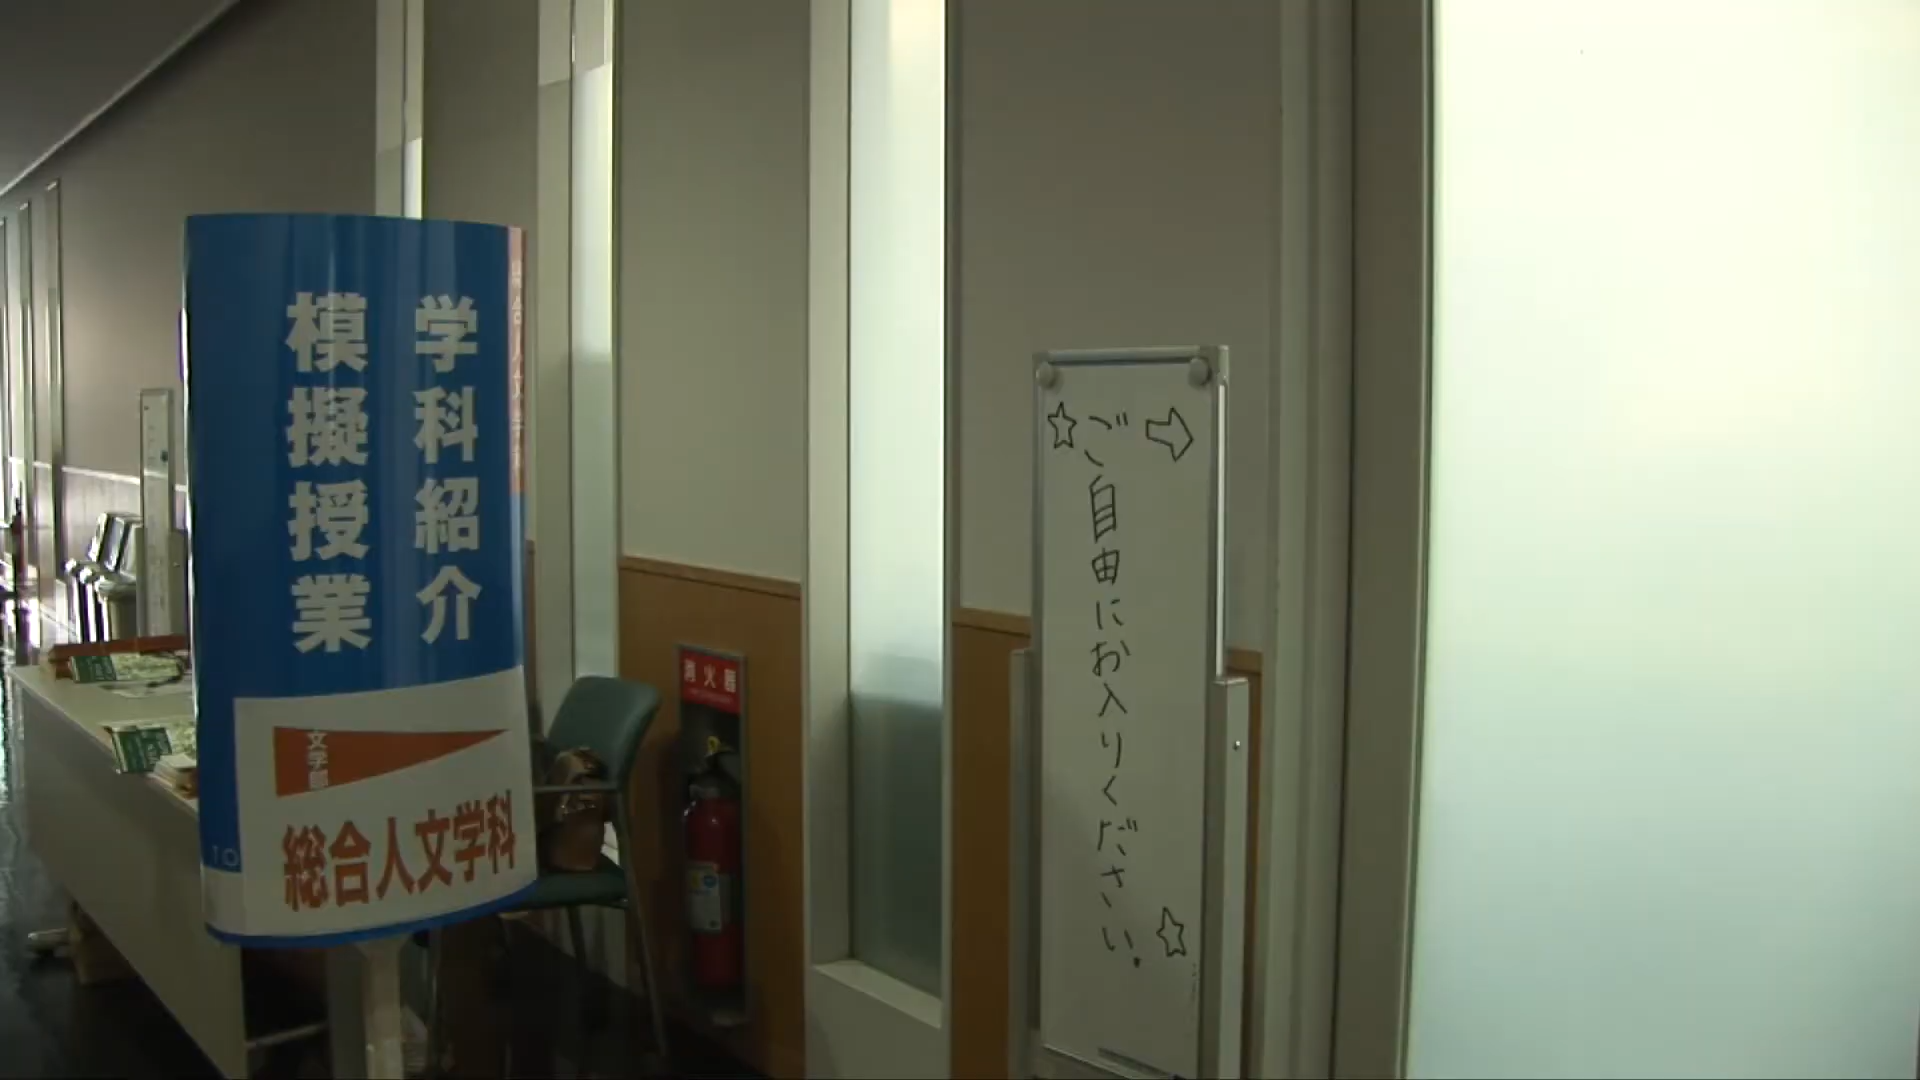 学科紹介
模擬授業
文学部
総合人文学科
消火器
☆ご自由にお入りください.☆